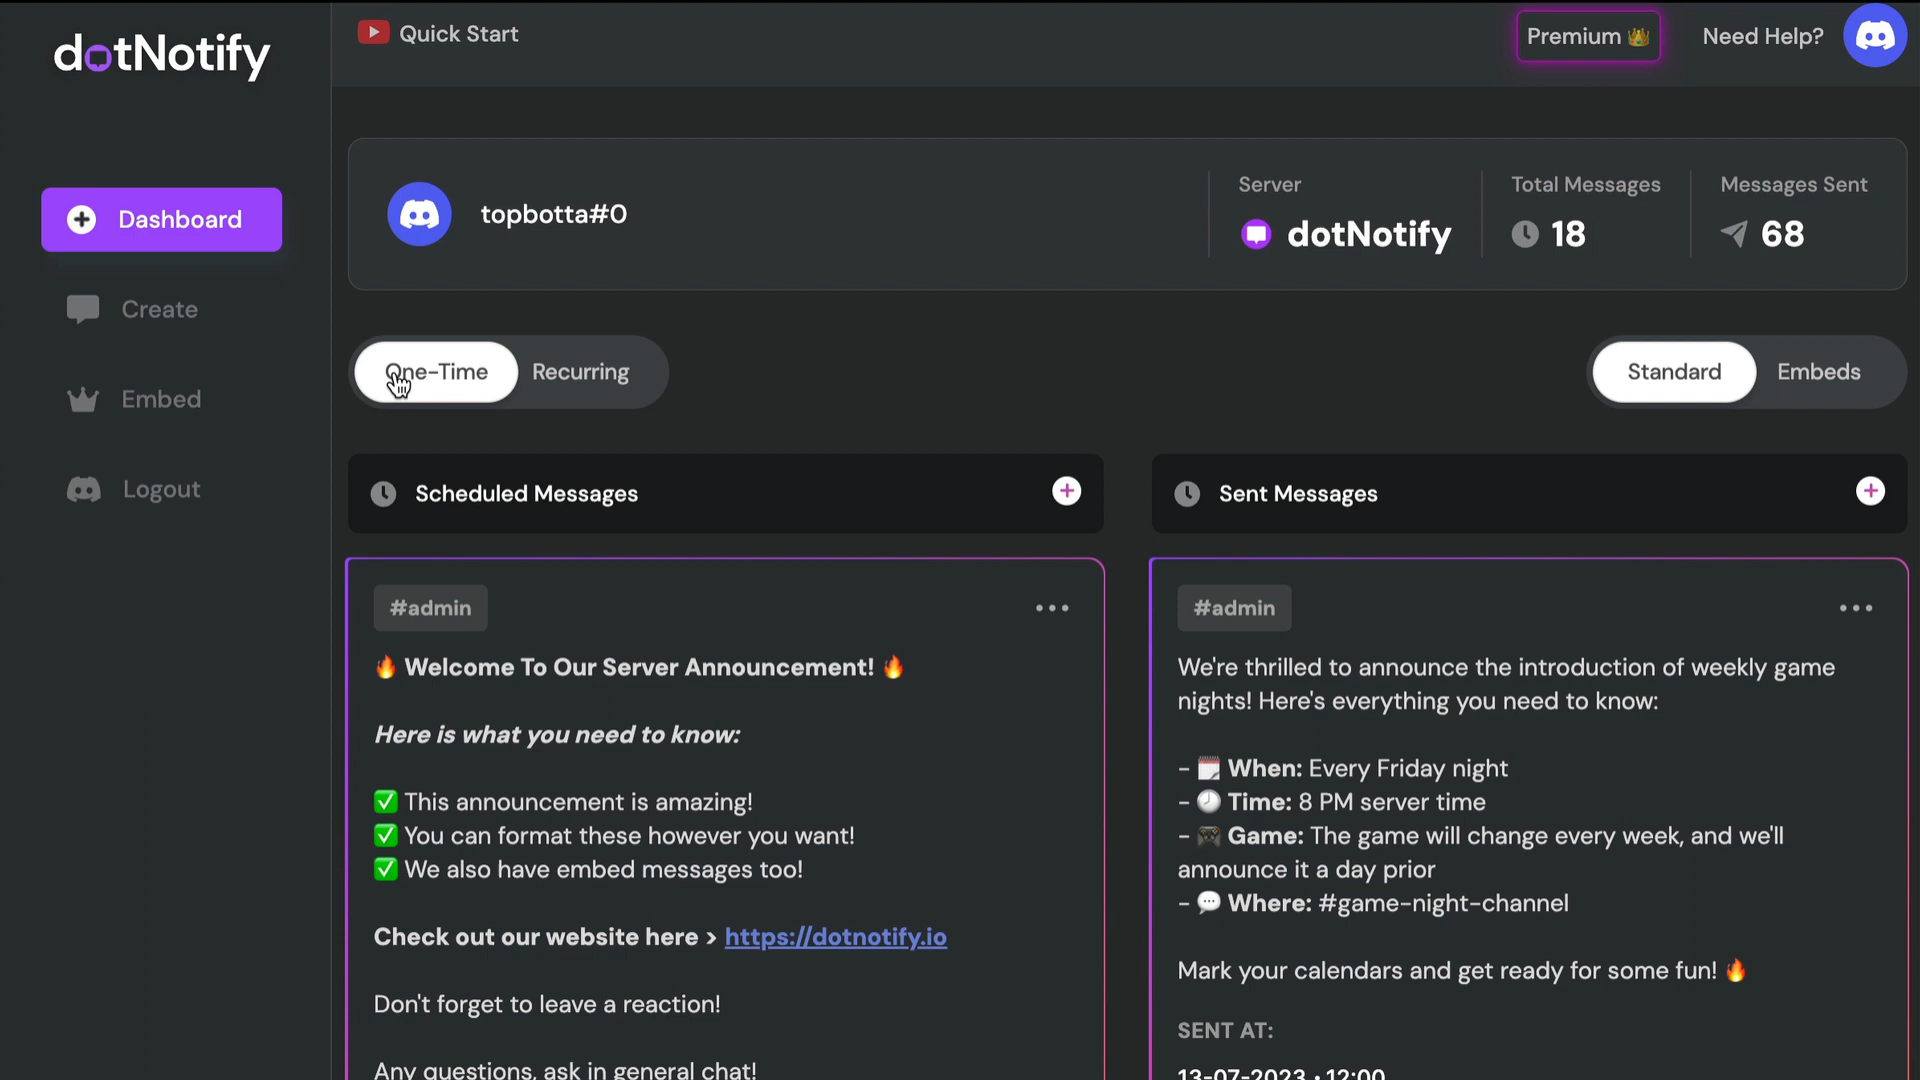 dotNotify
Quick Start
Premium 👑
Need Help?
Dashboard
Create
Embed
Logout
topbotta#0
Server
dotNotify
Total Messages
18
Messages Sent
68
One-Time
Recurring
Standard
Embeds
Scheduled Messages
#admin
🔥 Welcome To Our Server Announcement! 🔥
Here is what you need to know:
✅ This announcement is amazing!
✅ You can format these however you want!
✅ We also have embed messages too!
Check out our website here > https://dotnotify.io
Don't forget to leave a reaction!
Any questions, ask in general chat!
Sent Messages
#admin
We're thrilled to announce the introduction of weekly game
nights! Here's everything you need to know:
- 🗓️ When: Every Friday night
- 🕗 Time: 8 PM server time
- 🎮 Game: The game will change every week, and we'll
announce it a day prior
- 💬 Where: #game-night-channel
Mark your calendars and get ready for some fun! 🔥
SENT AT:
13-07-2023 • 12:00